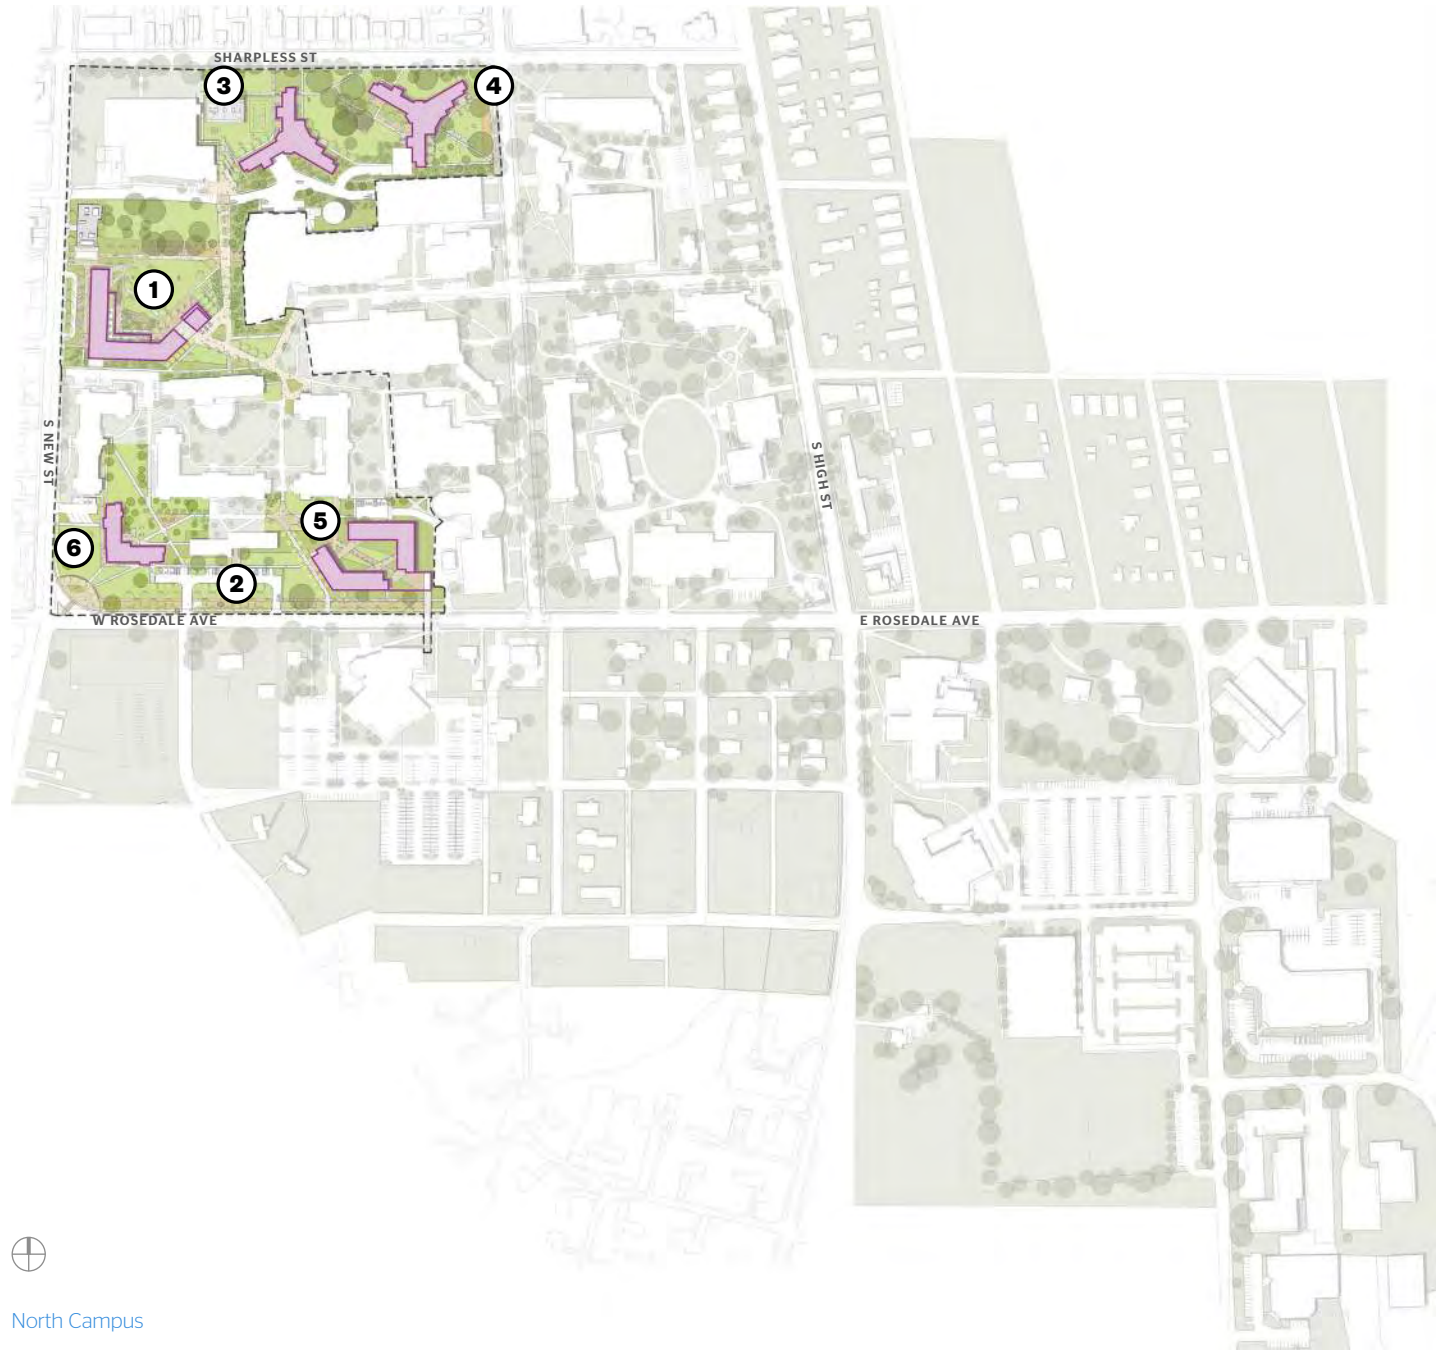 SHARPLESS ST
3
4
1
S NEW ST
S HIGH ST
5
6
2
W ROSEDALE AVE
E ROSEDALE AVE
North Campus